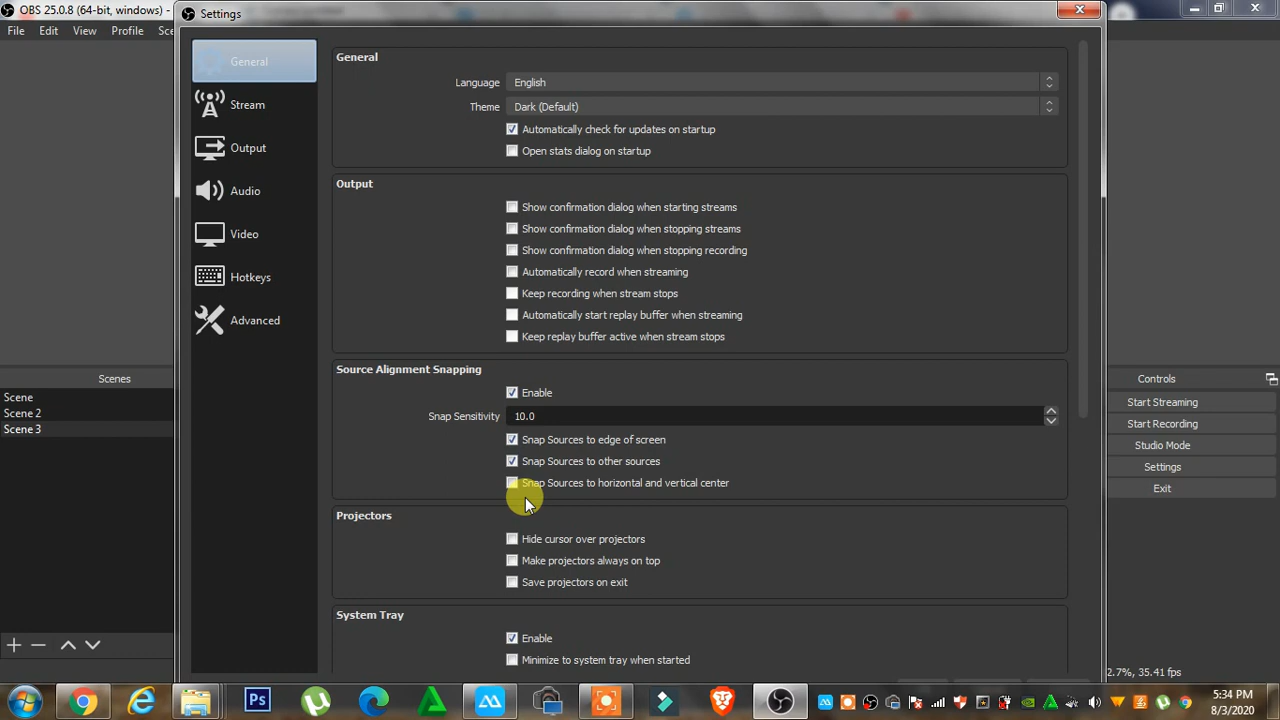 OBS 25.0.8 (64-bit, windows) -
Settings
File Edit View Profile Sce
General
Stream
Output
Audio
Video
Hotkeys
Advanced
General
Language English
Theme Dark (Default)
Automatically check for updates on startup
Open stats dialog on startup
Output
Show confirmation dialog when starting streams
Show confirmation dialog when stopping streams
Show confirmation dialog when stopping recording
Automatically record when streaming
Keep recording when stream stops
Automatically start replay buffer when streaming
Keep replay buffer active when stream stops
Source Alignment Snapping
Enable
Snap Sensitivity 10.0
Snap Sources to edge of screen
Snap Sources to other sources
Snap Sources to horizontal and vertical center
Projectors
Hide cursor over projectors
Make projectors always on top
Save projectors on exit
System Tray
Enable
Minimize to system tray when started
Scenes
Scene
Scene 2
Scene 3
Controls
Start Streaming
Start Recording
Studio Mode
Settings
Exit
2.7%, 35.41 fps
Ps
5:34 PM
8/3/2020